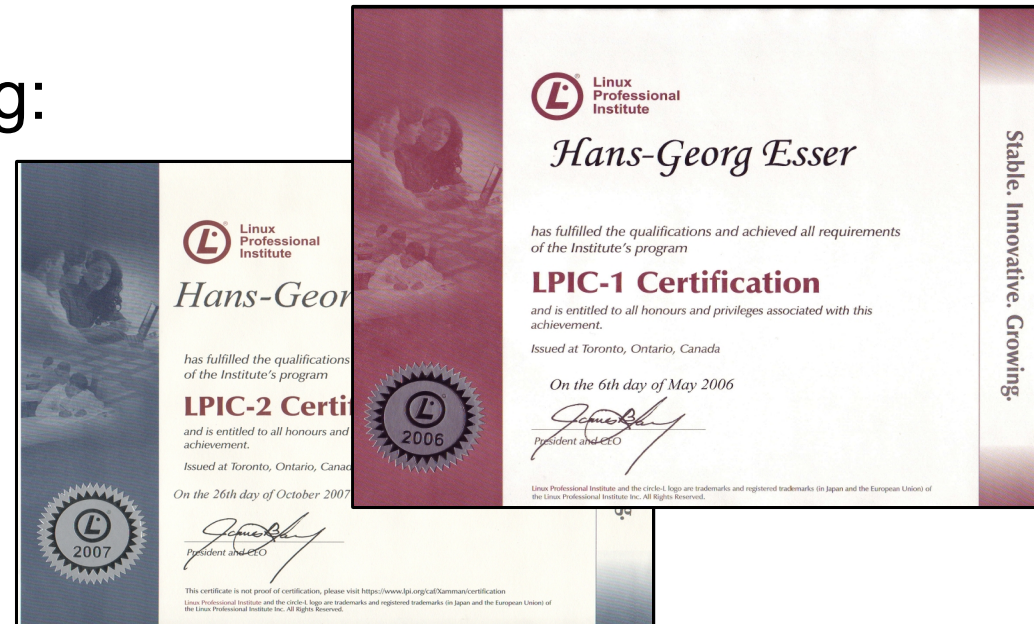 g:
Linux
Professional
Institute
Hans-Georg Esser
has fulfilled the qualifications and achieved all requirements
of the Institute's program
LPIC-1 Certification
and is entitled to all honours and privileges associated with this
achievement.
Issued at Toronto, Ontario, Canada
On the 6th day of May 2006
President and CEO
2006
Linux Professional Institute and the circle-L logo are trademarks and registered trademarks (in Japan and the European Union) of
the Linux Professional Institute Inc. All Rights Reserved.
Stable. Innovative. Growing.
Linux
Professional
Institute
Hans-Geor
has fulfilled the qualifications
of the Institute's program
LPIC-2 Certif
and is entitled to all honours and
achievement.
Issued at Toronto, Ontario, Canad
On the 26th day of October 2007
President and CEO
2007
This certificate is not proof of certification, please visit https://www.lpi.org/caf/Xamman/certification
Linux Professional Institute and the circle-L logo are trademarks and registered trademarks (in Japan and the European Union) of
the Linux Professional Institute Inc. All Rights Reserved.